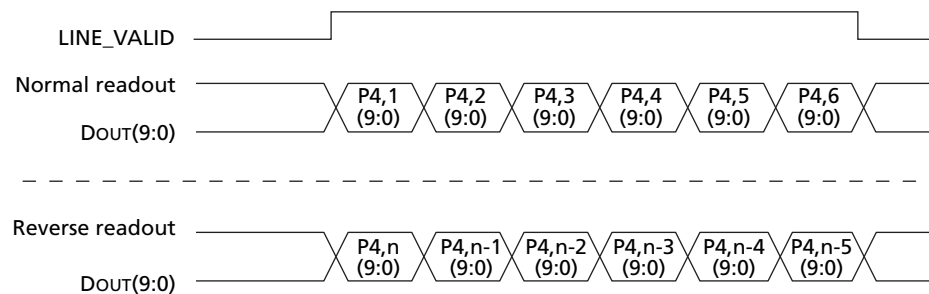 LINE_VALID
Normal readout
P4,1 P4,2 P4,3 P4,4 P4,5 P4,6
(9:0) (9:0) (9:0) (9:0) (9:0) (9:0)
DOUT(9:0)
Reverse readout
P4,n P4,n-1 P4,n-2 P4,n-3 P4,n-4 P4,n-5
(9:0) (9:0) (9:0) (9:0) (9:0) (9:0)
DOUT(9:0)